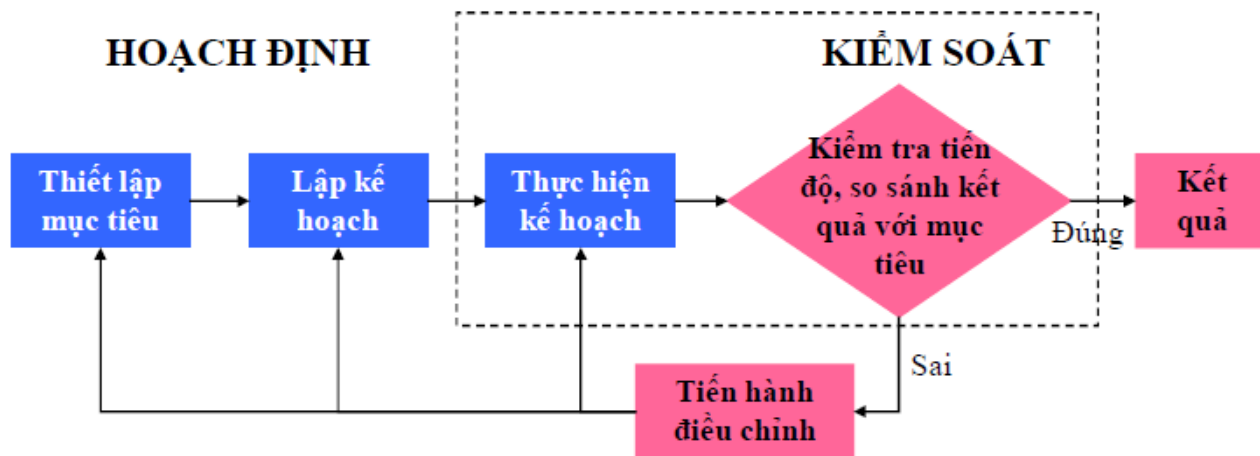 HOẠCH ĐỊNH
KIỂM SOÁT
Thiết lập
mục tiêu
Lập kế
hoạch
Thực hiện
kế hoạch
Kiểm tra tiến
độ, so sánh kết
quả với mục
tiêu
Đúng
Kết
quả
Sai
Tiến hành
điều chỉnh